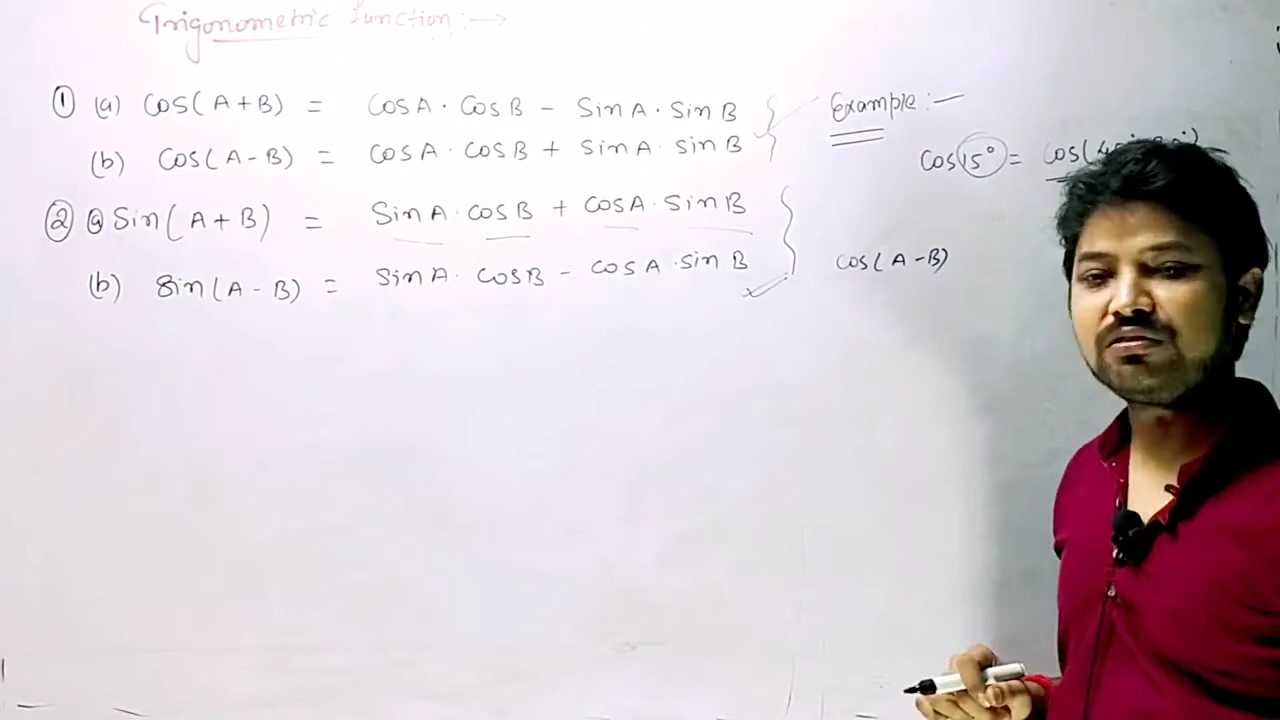 Trigonometric function :→
① (a) Cos(A+B) = CosA · CosB - SinA · SinB
(b) Cos(A-B) = CosA · CosB + SinA · SinB
② (a) Sin(A+B) = SinA · CosB + CosA · SinB
(b) Sin(A-B) = SinA · CosB - CosA · SinB
Example :-
Cos 15° = Cos(
Cos(A-B)